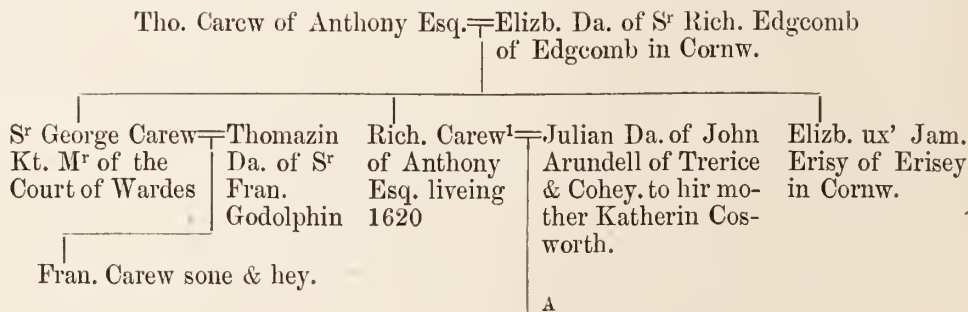 Tho. Carew of Anthony Esq. Elizb. Da. of Sʳ Rich. Edgcomb
of Edgcomb in Cornw.
Sʳ George Carew
Kt. Mʳ of the
Court of Wardes
Thomazin
Da. of Sʳ
Fran.
Godolphin
Rich. Carew¹
of Anthony
Esq. liveing
1620
Julian Da. of John
Arundell of Trerice
& Cohey. to hir mo-
ther Katherin Cos-
worth.
Elizb. ux' Jam.
Erisy of Erisey
in Cornw.
Fran. Carew sone & hey.
A